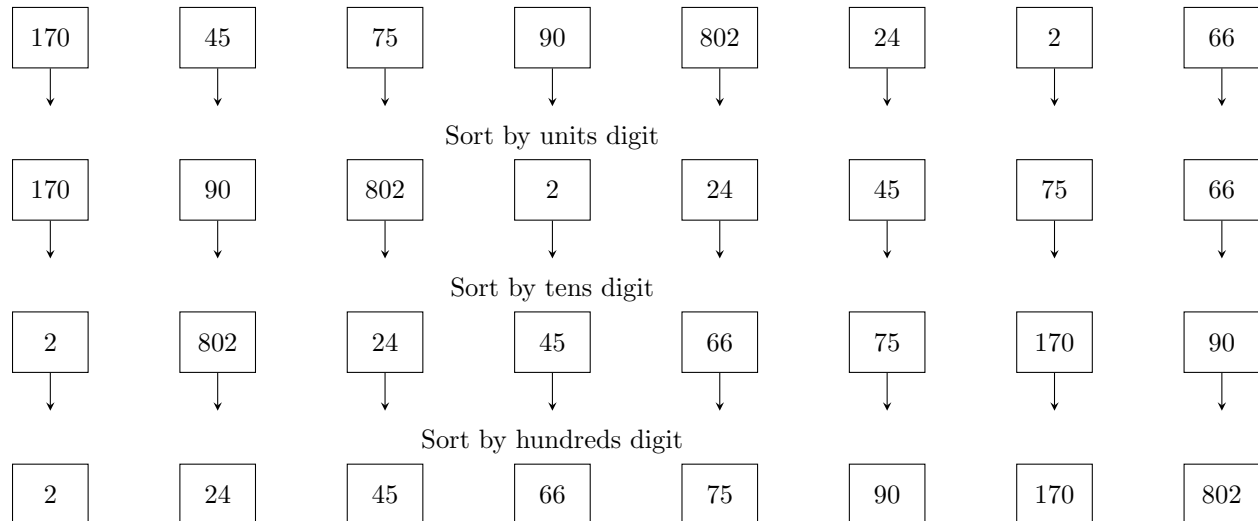 170 45 75 90 802 24 2 66
Sort by units digit
170 90 802 2 24 45 75 66
Sort by tens digit
2 802 24 45 66 75 170 90
Sort by hundreds digit
2 24 45 66 75 90 170 802